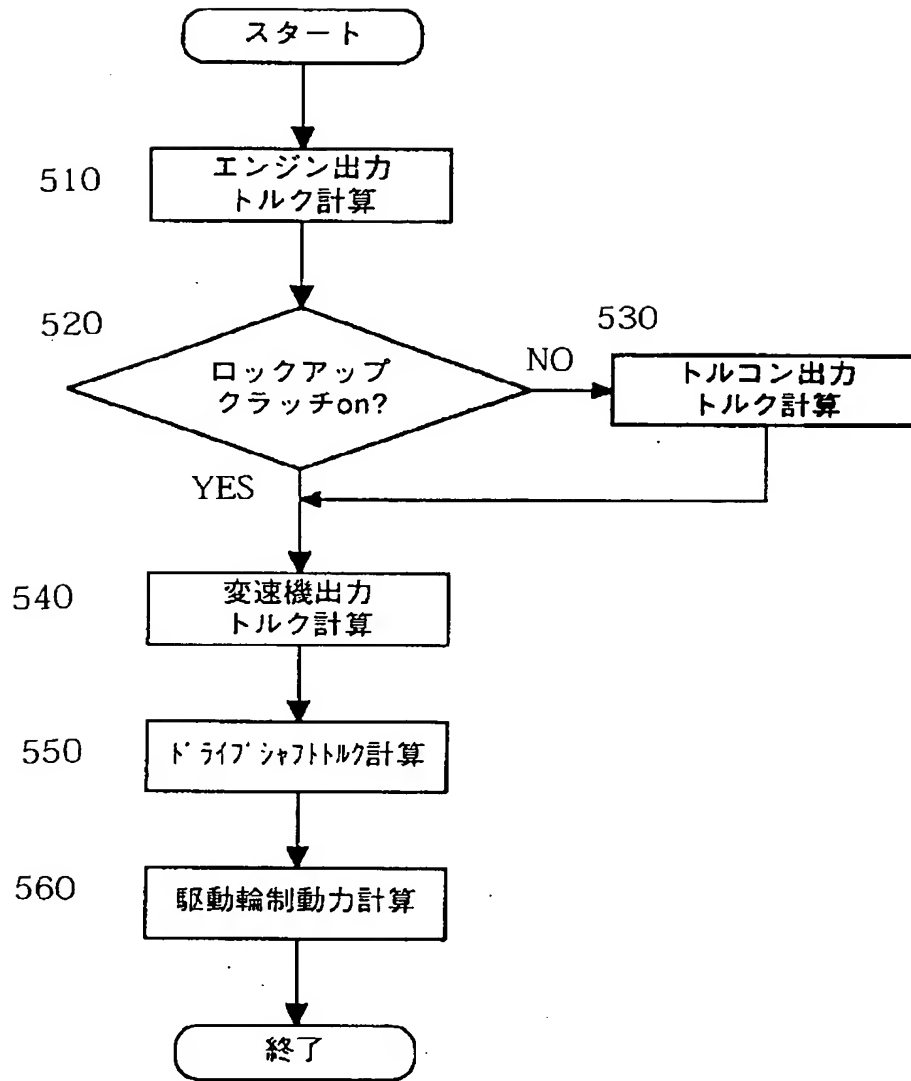 スタート
510
エンジン出力
トルク計算
520
ロックアップ
クラッチon?
NO
530
トルコン出力
トルク計算
YES
540
変速機出力
トルク計算
550
ﾄﾞﾗｲﾌﾞｼｬﾌﾄトルク計算
560
駆動輪制動力計算
終了